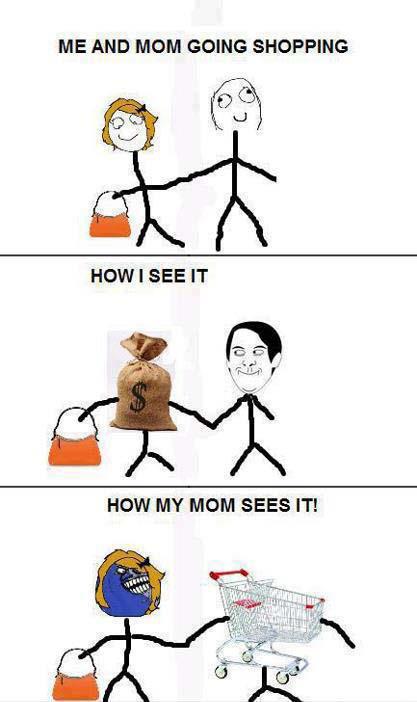 ME AND MOM GOING SHOPPING
HOW I SEE IT
$
HOW MY MOM SEES IT!